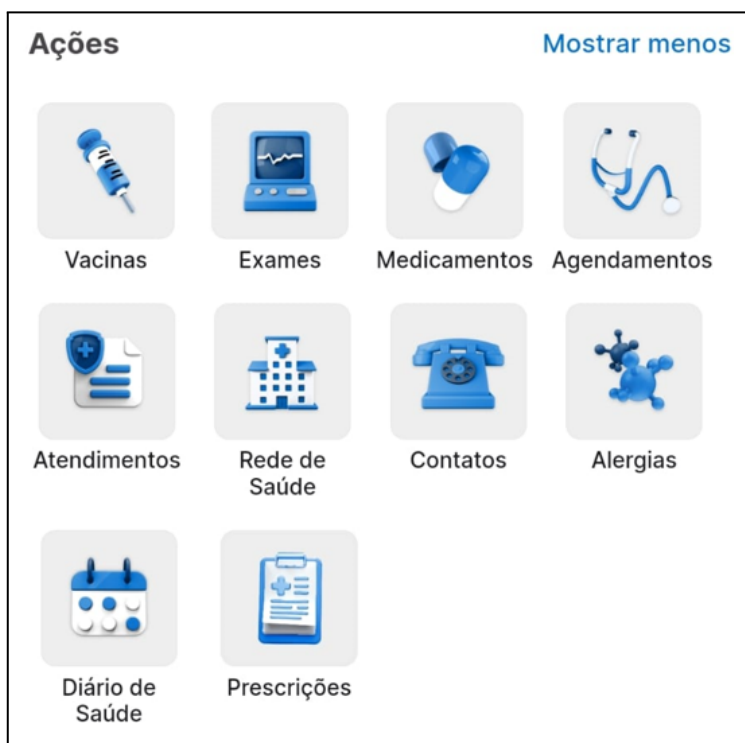 Ações
Mostrar menos
Vacinas
Exames
Medicamentos
Agendamentos
Atendimentos
Rede de
Saúde
Contatos
Alergias
Diário de
Saúde
Prescrições